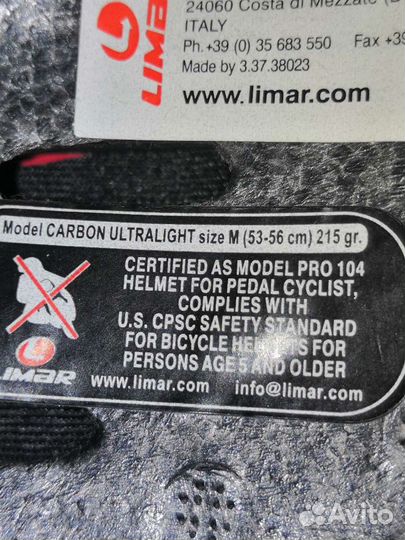 LIMAR
24060 Costa di Mezzate
ITALY
Ph.+39 (0) 35 683 550 Fax +39
Made by 3.37.38023
www.limar.com
Model CARBON ULTRALIGHT size M (53-56 cm) 215 gr.
CERTIFIED AS MODEL PRO 104
HELMET FOR PEDAL CYCLIST,
COMPLIES WITH
U.S. CPSC SAFETY STANDARD
FOR BICYCLE HELMETS FOR
PERSONS AGE 5 AND OLDER
LIMAR
www.limar.com info@limar.com
Avito